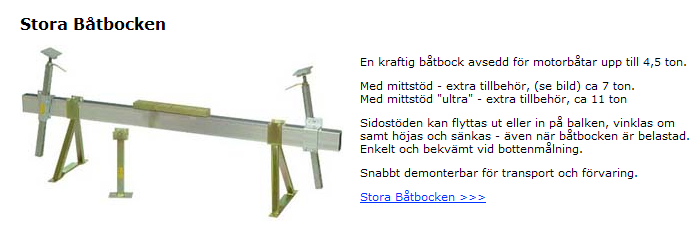 Stora Båtbocken
En kraftig båtbock avsedd för motorbåtar upp till 4,5 ton.
Med mittstöd - extra tillbehör, (se bild) ca 7 ton.
Med mittstöd "ultra" - extra tillbehör, ca 11 ton
Sidostöden kan flyttas ut eller in på balken, vinklas om
samt höjas och sänkas - även när båtbocken är belastad.
Enkelt och bekvämt vid bottenmålning.
Snabbt demonterbar för transport och förvaring.
Stora Båtbocken >>>